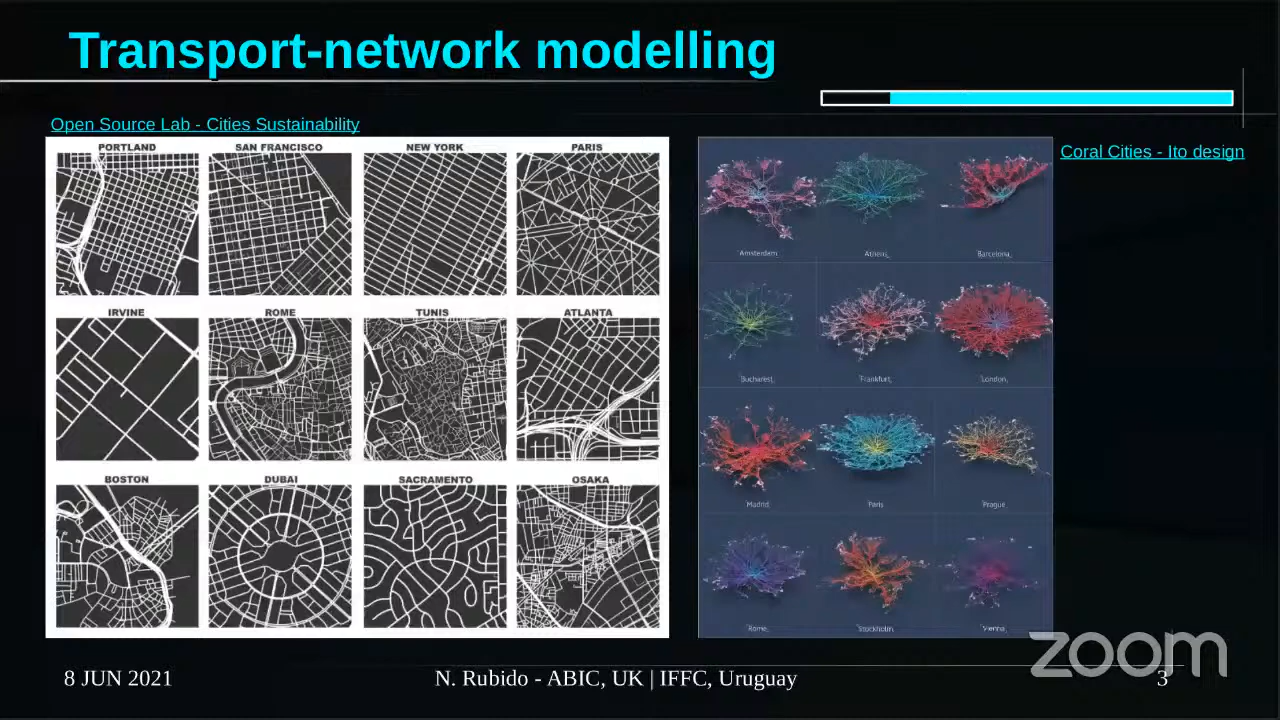 Transport-network modelling
Open Source Lab - Cities Sustainability
Coral Cities - Ito design
PORTLAND SAN FRANCISCO NEW YORK PARIS
IRVINE ROME TUNIS ATLANTA
BOSTON DUBAI SACRAMENTO OSAKA
Amsterdam Athens Barcelona
Bucharest Frankfurt London
Madrid Paris Prague
Rome Stockholm Vienna
zoom
8 JUN 2021 N. Rubido - ABIC, UK | IFFC, Uruguay 3